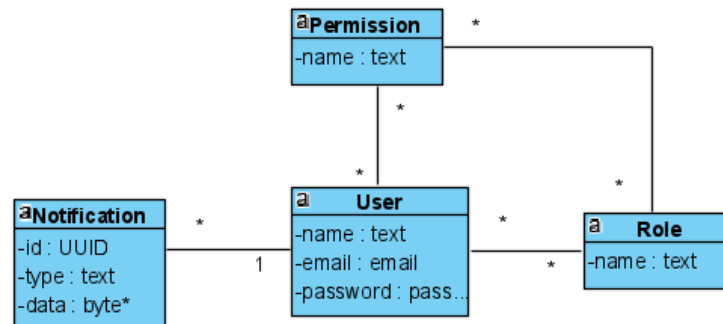 a Permission
-name : text
*
*
*
*
a Notification
-id : UUID
-type : text
-data : byte*
*
1
a User
-name : text
-email : email
-password : pass...
*
*
a Role
-name : text